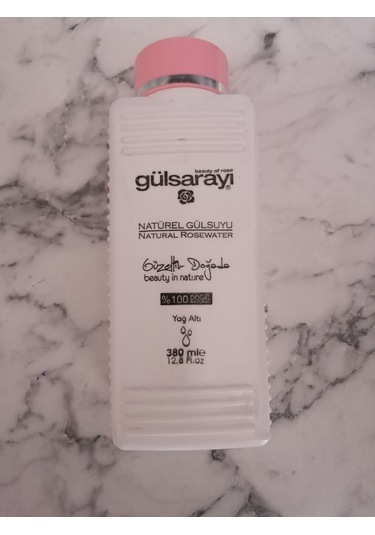 beauty of rose
gülsarayı®
NATÜREL GÜLSUYU
NATURAL ROSEWATER
Güzellik Doğada
beauty in nature
%100
Yağ Altı
380 ml℮
12,8 fl.oz